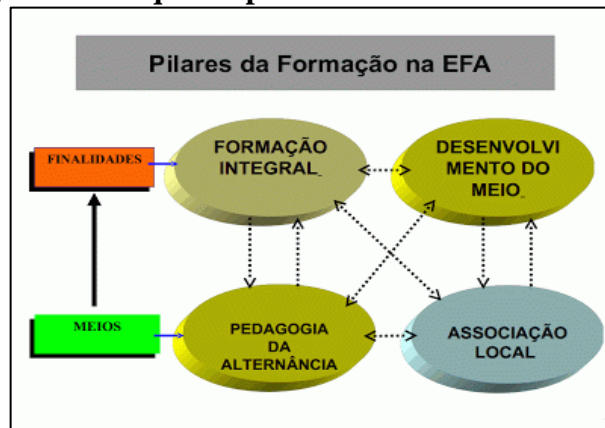 Pilares da Formação na EFA
FINALIDADES
FORMAÇÃO
INTEGRAL
DESENVOLVI
MENTO DO
MEIO
MEIOS
PEDAGOGIA
DA
ALTERNÂNCIA
ASSOCIAÇÃO
LOCAL